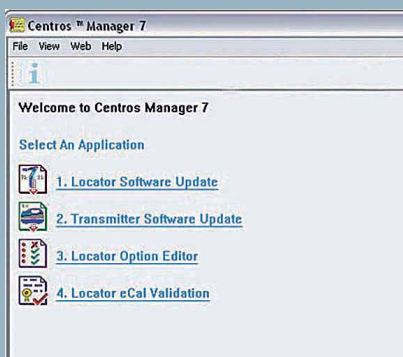 Centros ™ Manager 7
File View Web Help
i
Welcome to Centros Manager 7
Select An Application
1. Locator Software Update
2. Transmitter Software Update
3. Locator Option Editor
4. Locator eCal Validation